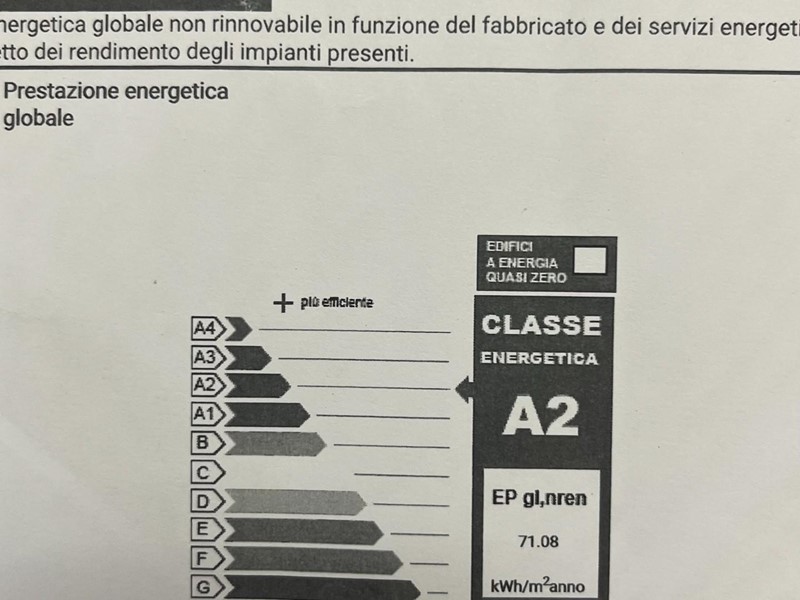 energetica globale non rinnovabile in funzione del fabbricato e dei servizi energeti
etto dei rendimento degli impianti presenti.
Prestazione energetica
globale
EDIFICI
A ENERGIA
QUASI ZERO
+ più efficiente
CLASSE
ENERGETICA
A2
A4
A3
A2
A1
B
C
D
E
F
G
EP gl,nren
71.08
kWh/m²anno